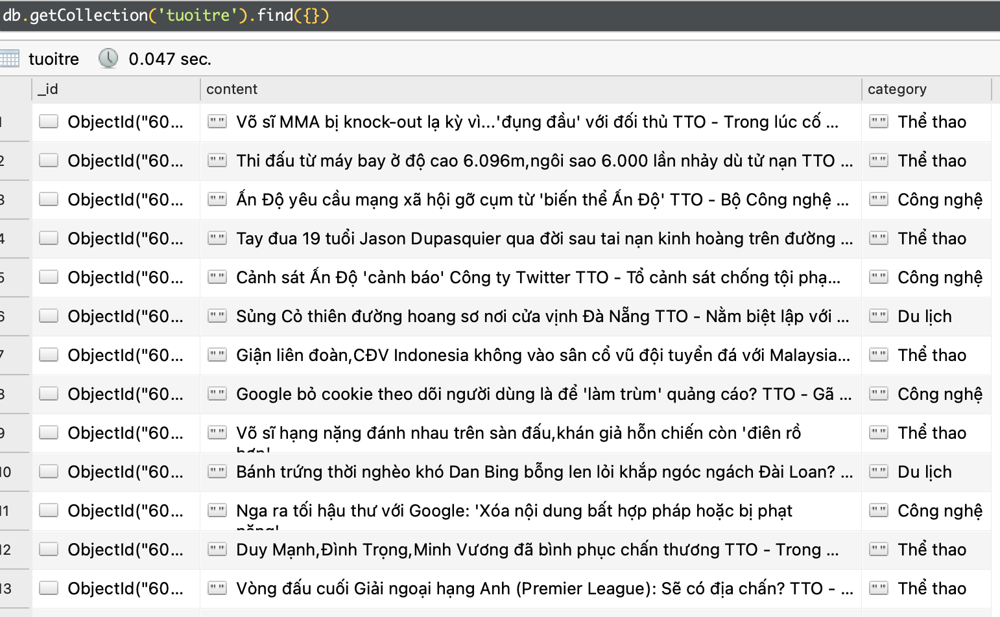 db.getCollection('tuoitre').find({})
tuoitre 0.047 sec.
_id content category
1 ObjectId("60... Võ sĩ MMA bị knock-out lạ kỳ vì...'đụng đầu' với đối thủ TTO - Trong lúc cố ... Thể thao
2 ObjectId("60... Thi đấu từ máy bay ở độ cao 6.096m,ngôi sao 6.000 lần nhảy dù tử nạn TTO ... Thể thao
3 ObjectId("60... Ấn Độ yêu cầu mạng xã hội gỡ cụm từ 'biến thể Ấn Độ' TTO - Bộ Công nghệ ... Công nghệ
4 ObjectId("60... Tay đua 19 tuổi Jason Dupasquier qua đời sau tai nạn kinh hoàng trên đường ... Thể thao
5 ObjectId("60... Cảnh sát Ấn Độ 'cảnh báo' Công ty Twitter TTO - Tổ cảnh sát chống tội phạ... Công nghệ
6 ObjectId("60... Sủng Cỏ thiên đường hoang sơ nơi cửa vịnh Đà Nẵng TTO - Nằm biệt lập với ... Du lịch
7 ObjectId("60... Giận liên đoàn,CĐV Indonesia không vào sân cổ vũ đội tuyển đá với Malaysia... Thể thao
8 ObjectId("60... Google bỏ cookie theo dõi người dùng là để 'làm trùm' quảng cáo? TTO - Gã ... Công nghệ
9 ObjectId("60... Võ sĩ hạng nặng đánh nhau trên sàn đấu,khán giả hỗn chiến còn 'điên rồ Thể thao
hơn'
10 ObjectId("60... Bánh trứng thời nghèo khó Dan Bing bỗng len lỏi khắp ngóc ngách Đài Loan? ... Du lịch
11 ObjectId("60... Nga ra tối hậu thư với Google: 'Xóa nội dung bất hợp pháp hoặc bị phạt Công nghệ
nặng'
12 ObjectId("60... Duy Mạnh,Đình Trọng,Minh Vương đã bình phục chấn thương TTO - Trong ... Thể thao
13 ObjectId("60... Vòng đấu cuối Giải ngoại hạng Anh (Premier League): Sẽ có địa chấn? TTO - ... Thể thao